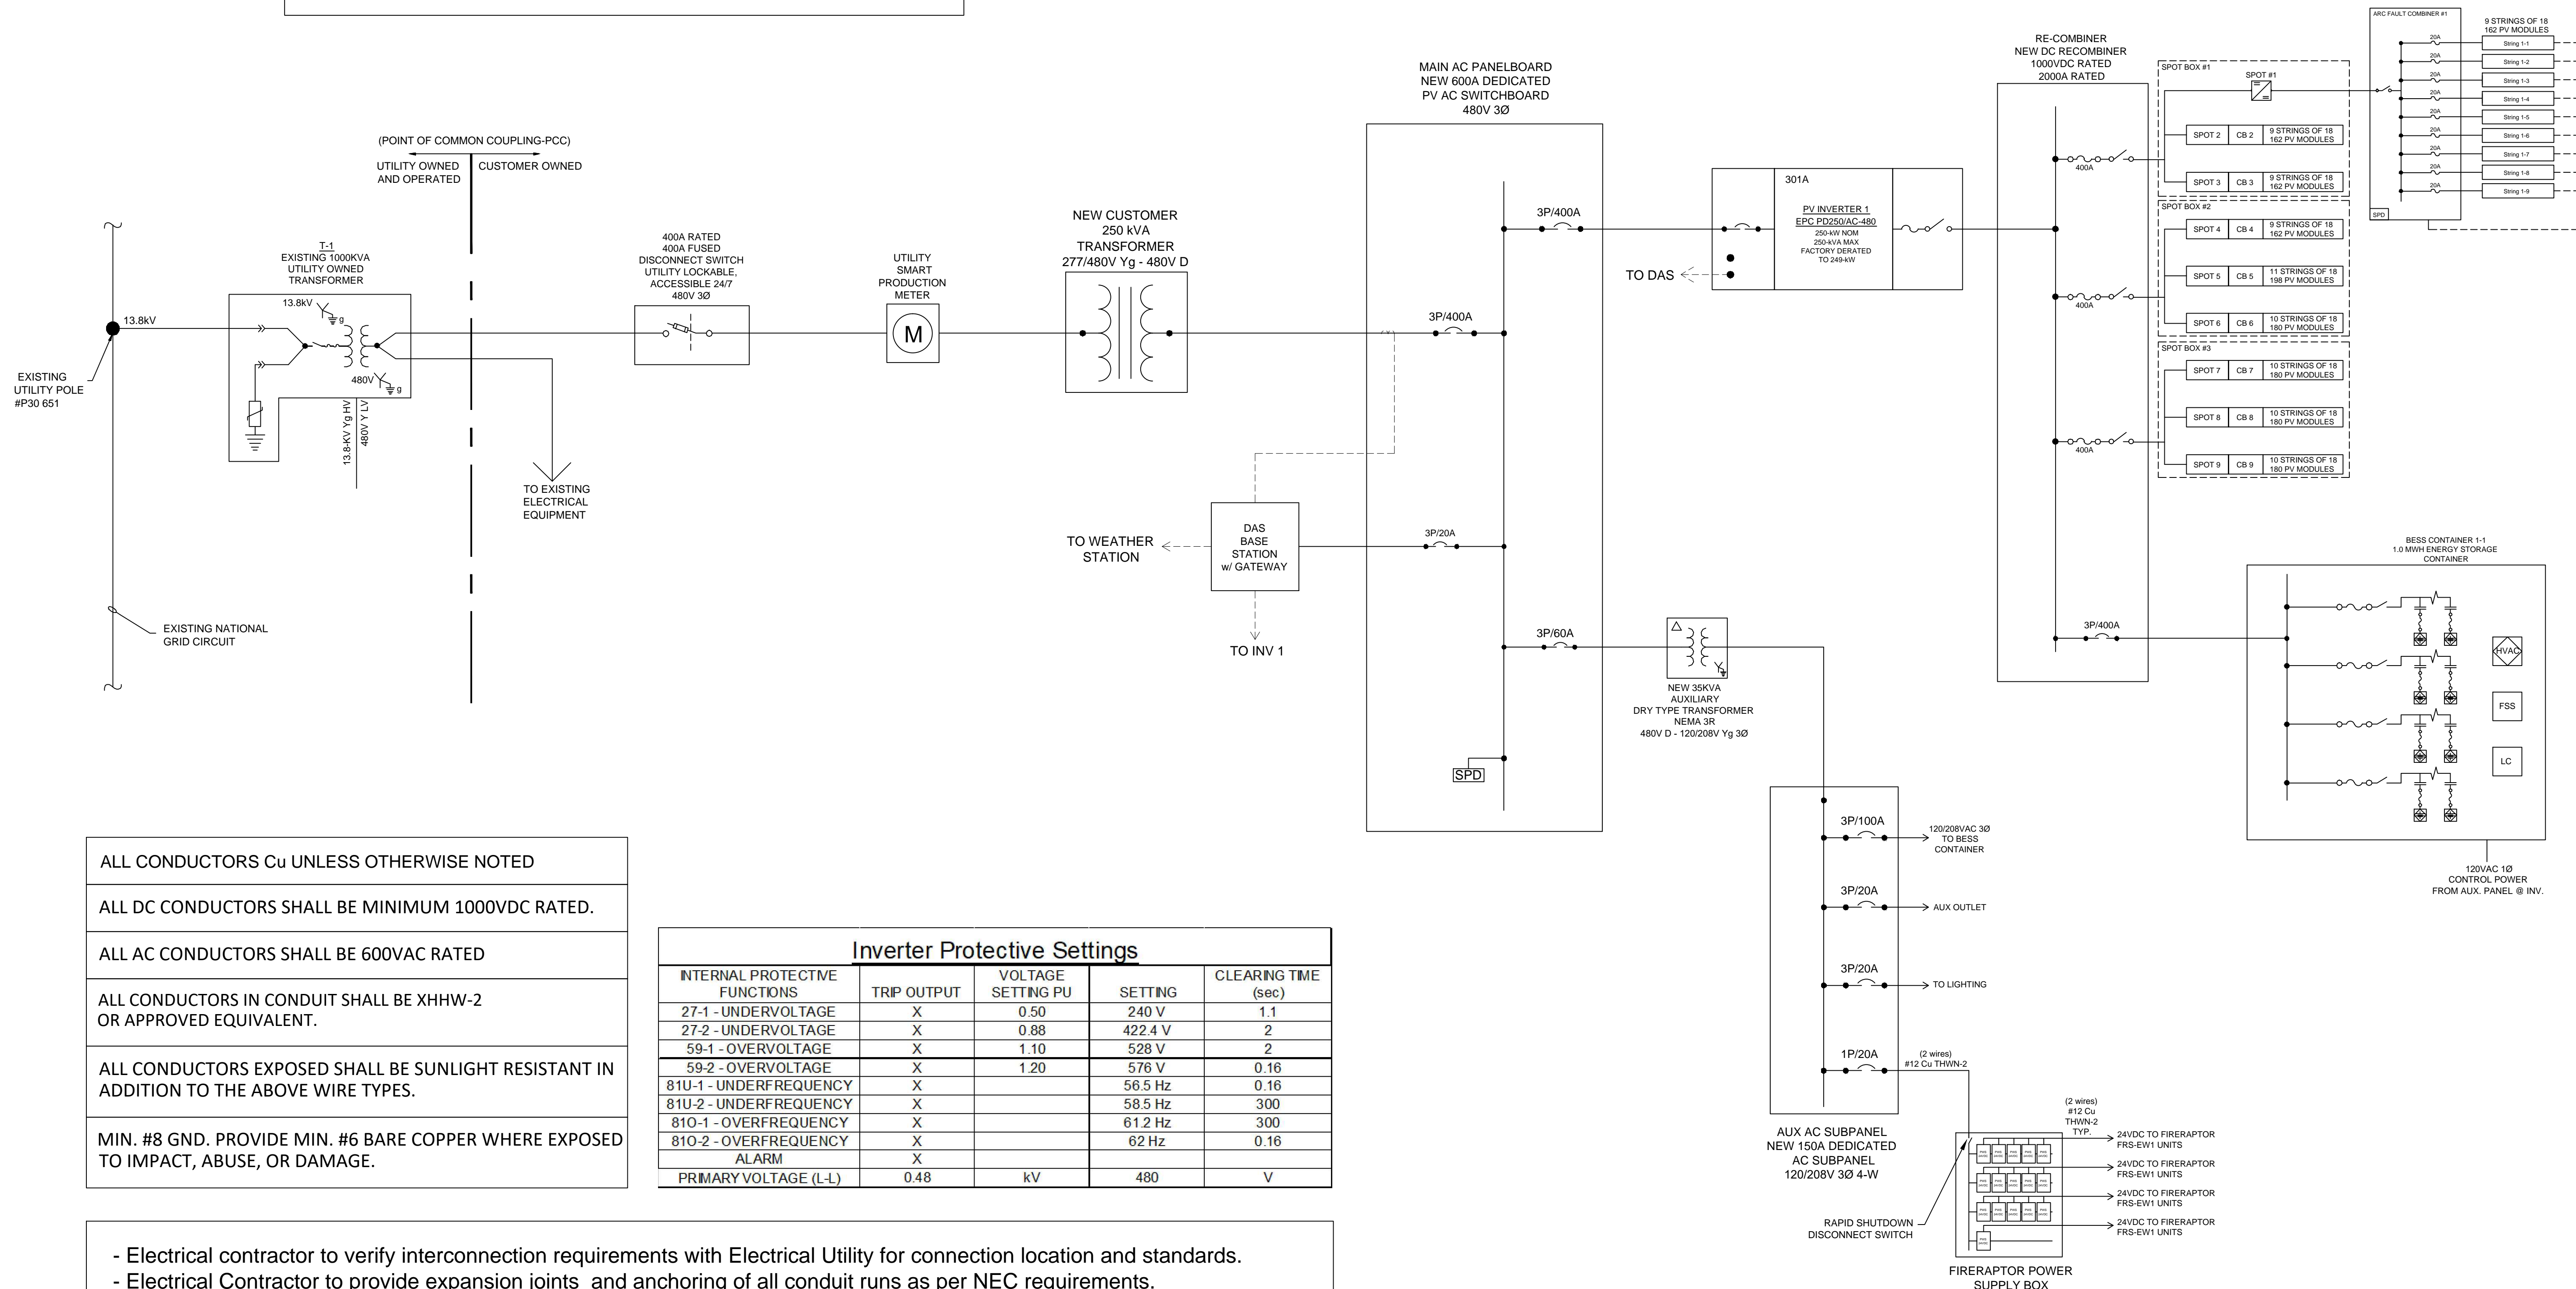 (POINT OF COMMON COUPLING-PCC)
UTILITY OWNED
AND OPERATED
CUSTOMER OWNED
T-1
EXISTING 1000KVA
UTILITY OWNED
TRANSFORMER
13.8kV
g
13.8kV
480V
g
13.8-KV Yg HV
480V Y LV
EXISTING
UTILITY POLE
#P30 651
EXISTING NATIONAL
GRID CIRCUIT
TO EXISTING
ELECTRICAL
EQUIPMENT
400A RATED
400A FUSED
DISCONNECT SWITCH
UTILITY LOCKABLE,
ACCESSIBLE 24/7
480V 3Ø
UTILITY
SMART
PRODUCTION
METER
M
NEW CUSTOMER
250 kVA
TRANSFORMER
277/480V Yg - 480V D
MAIN AC PANELBOARD
NEW 600A DEDICATED
PV AC SWITCHBOARD
480V 3Ø
3P/400A
3P/400A
3P/20A
3P/60A
SPD
DAS
BASE
STATION
w/ GATEWAY
TO WEATHER
STATION
TO INV 1
TO DAS
301A
PV INVERTER 1
EPC PD250/AC-480
250-kW NOM
250-kVA MAX
FACTORY DERATED
TO 249-kW
RE-COMBINER
NEW DC RECOMBINER
1000VDC RATED
2000A RATED
400A
400A
400A
3P/400A
SPOT BOX #1
SPOT #1
SPOT 2 CB 2 9 STRINGS OF 18
162 PV MODULES
SPOT 3 CB 3 9 STRINGS OF 18
162 PV MODULES
SPOT BOX #2
SPOT 4 CB 4 9 STRINGS OF 18
162 PV MODULES
SPOT 5 CB 5 11 STRINGS OF 18
198 PV MODULES
SPOT 6 CB 6 10 STRINGS OF 18
180 PV MODULES
SPOT BOX #3
SPOT 7 CB 7 10 STRINGS OF 18
180 PV MODULES
SPOT 8 CB 8 10 STRINGS OF 18
180 PV MODULES
SPOT 9 CB 9 10 STRINGS OF 18
180 PV MODULES
ARC FAULT COMBINER #1
9 STRINGS OF 18
162 PV MODULES
20A String 1-1
20A String 1-2
20A String 1-3
20A String 1-4
20A String 1-5
20A String 1-6
20A String 1-7
20A String 1-8
20A String 1-9
SPD
BESS CONTAINER 1-1
1.0 MWH ENERGY STORAGE
CONTAINER
HVAC
FSS
LC
120VAC 1Ø
CONTROL POWER
FROM AUX. PANEL @ INV.
NEW 35KVA
AUXILIARY
DRY TYPE TRANSFORMER
NEMA 3R
480V D - 120/208V Yg 3Ø
3P/100A
120/208VAC 3Ø
TO BESS
CONTAINER
3P/20A
AUX OUTLET
3P/20A
TO LIGHTING
1P/20A
(2 wires)
#12 Cu THWN-2
AUX AC SUBPANEL
NEW 150A DEDICATED
AC SUBPANEL
120/208V 3Ø 4-W
(2 wires)
#12 Cu
THWN-2
TYP.
24VDC TO FIRERAPTOR
FRS-EW1 UNITS
24VDC TO FIRERAPTOR
FRS-EW1 UNITS
24VDC TO FIRERAPTOR
FRS-EW1 UNITS
24VDC TO FIRERAPTOR
FRS-EW1 UNITS
RAPID SHUTDOWN
DISCONNECT SWITCH
FIRERAPTOR POWER
SUPPLY BOX
ALL CONDUCTORS Cu UNLESS OTHERWISE NOTED
ALL DC CONDUCTORS SHALL BE MINIMUM 1000VDC RATED.
ALL AC CONDUCTORS SHALL BE 600VAC RATED
ALL CONDUCTORS IN CONDUIT SHALL BE XHHW-2
OR APPROVED EQUIVALENT.
ALL CONDUCTORS EXPOSED SHALL BE SUNLIGHT RESISTANT IN
ADDITION TO THE ABOVE WIRE TYPES.
MIN. #8 GND. PROVIDE MIN. #6 BARE COPPER WHERE EXPOSED
TO IMPACT, ABUSE, OR DAMAGE.
Inverter Protective Settings
INTERNAL PROTECTIVE FUNCTIONS TRIP OUTPUT VOLTAGE SETTING PU SETTING CLEARING TIME (sec)
27-1 - UNDERVOLTAGE X 0.50 240 V 1.1
27-2 - UNDERVOLTAGE X 0.88 422.4 V 2
59-1 - OVERVOLTAGE X 1.10 528 V 2
59-2 - OVERVOLTAGE X 1.20 576 V 0.16
81U-1 - UNDERFREQUENCY X 56.5 Hz 0.16
81U-2 - UNDERFREQUENCY X 58.5 Hz 300
81O-1 - OVERFREQUENCY X 61.2 Hz 300
81O-2 - OVERFREQUENCY X 62 Hz 0.16
ALARM X
PRIMARY VOLTAGE (L-L) 0.48 kV 480 V
- Electrical contractor to verify interconnection requirements with Electrical Utility for connection location and standards.
- Electrical Contractor to provide expansion joints and anchoring of all conduit runs as per NEC requirements.